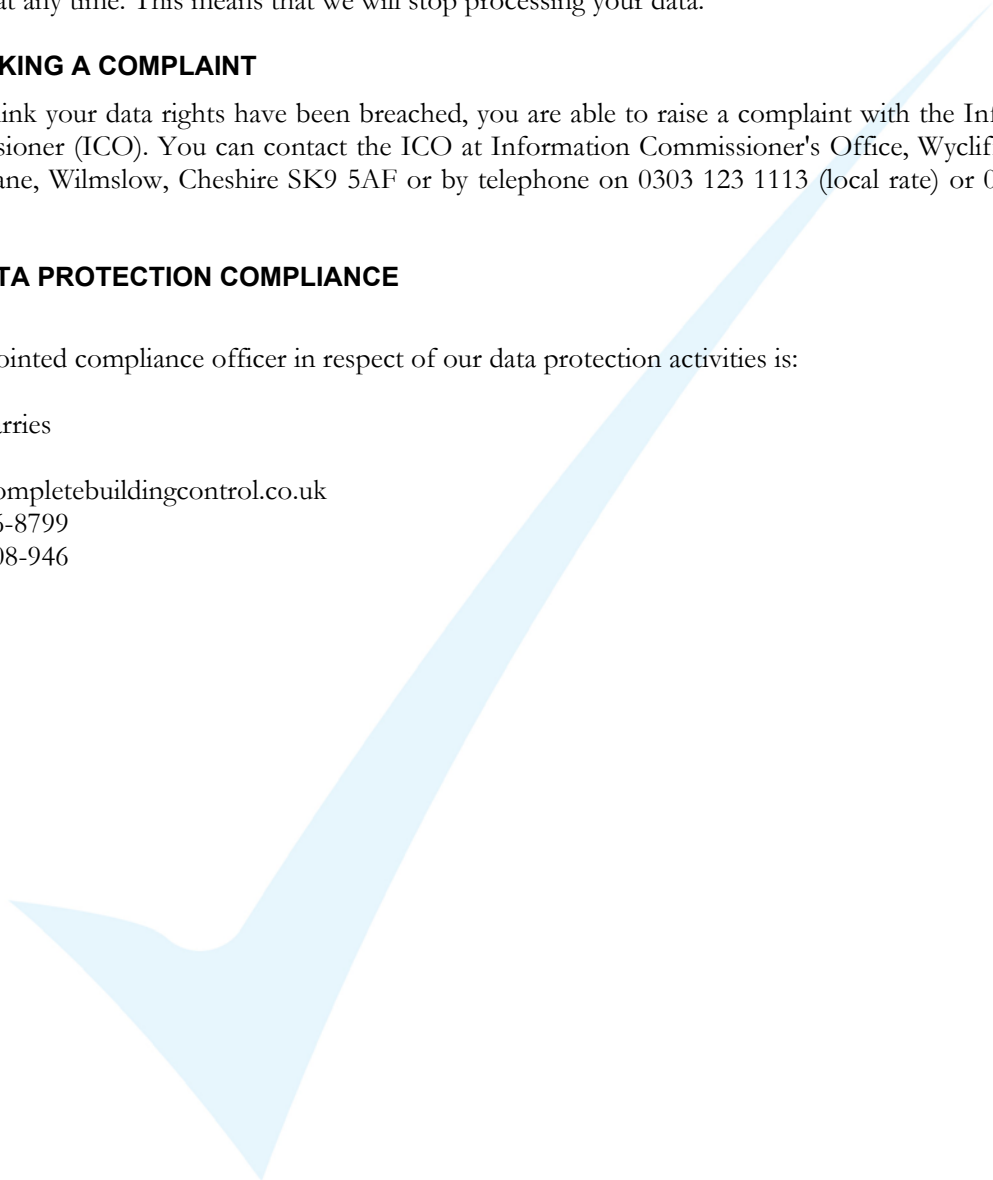 at any time. This means that we will stop processing your data.
KING A COMPLAINT
ink your data rights have been breached, you are able to raise a complaint with the Inf
sioner (ICO). You can contact the ICO at Information Commissioner's Office, Wyclif
ane, Wilmslow, Cheshire SK9 5AF or by telephone on 0303 123 1113 (local rate) or 0
TA PROTECTION COMPLIANCE
ointed compliance officer in respect of our data protection activities is:
rries
ompletebuildingcontrol.co.uk
-8799
08-946